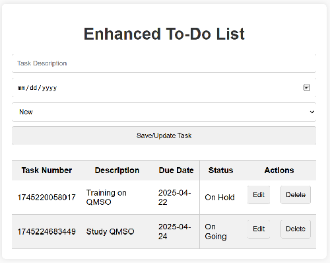 Enhanced To-Do List
Task Description
mm/dd/yyyy
Now
Save/Update Task
Task Number Description Due Date Status Actions
1745220058017 Training on QMSO 2025-04-22 On Hold Edit Delete
1745224683449 Study QMSO 2025-04-24 On Going Edit Delete